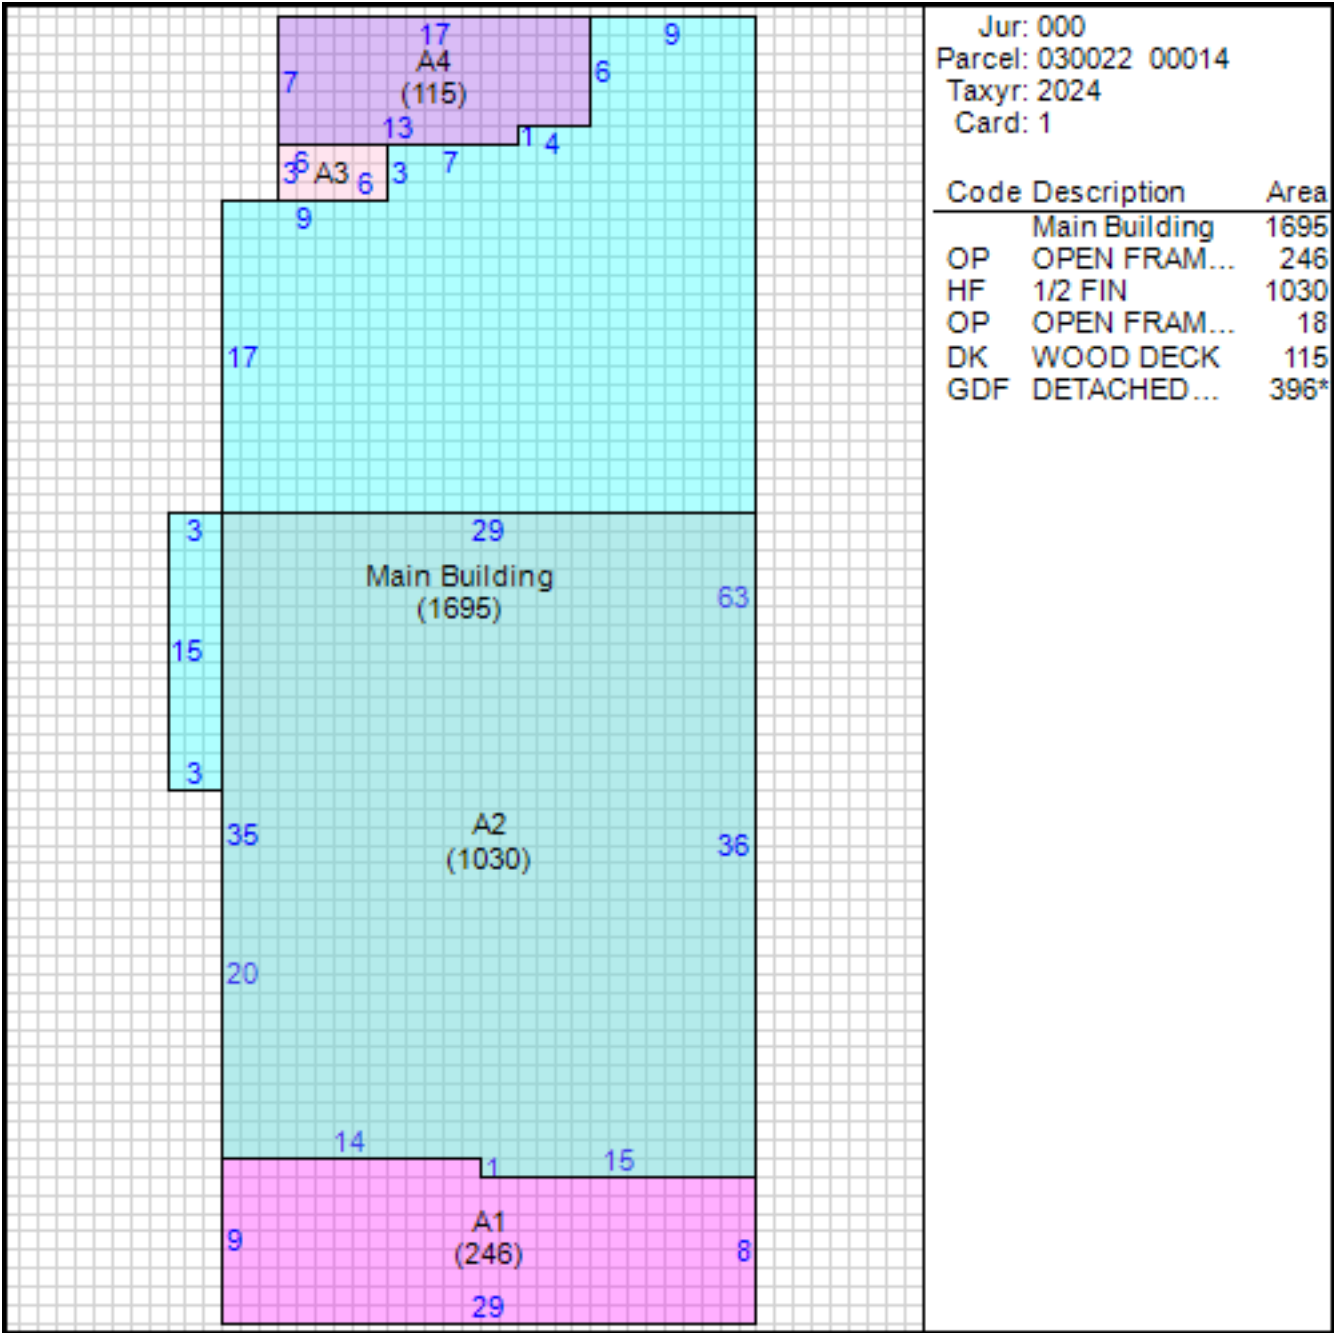 17
9
A4
7
6
(115)
13
1
4
6
7
3
A3
6
3
9
17
3
29
Main Building
(1695)
63
15
3
35
A2
36
(1030)
20
14
1
15
A1
9
(246)
8
29
Jur: 000
Parcel: 030022 00014
Taxyr: 2024
Card: 1
Code Description Area
Main Building 1695
OP OPEN FRAM... 246
HF 1/2 FIN 1030
OP OPEN FRAM... 18
DK WOOD DECK 115
GDF DETACHED... 396*